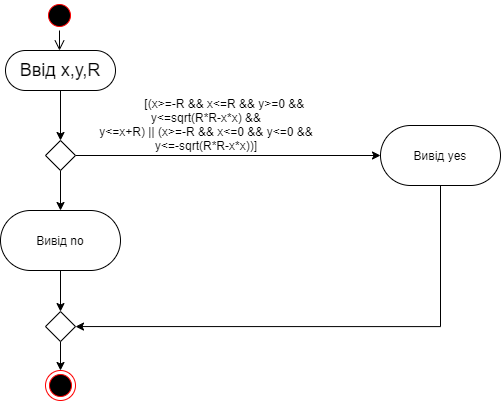 Ввід x,y,R
[(x>=-R && x<=R && y>=0 &&
y<=sqrt(R*R-x*x) &&
y<=x+R) || (x>=-R && x<=0 && y<=0 &&
y<=-sqrt(R*R-x*x))]
Вивід yes
Вивід no